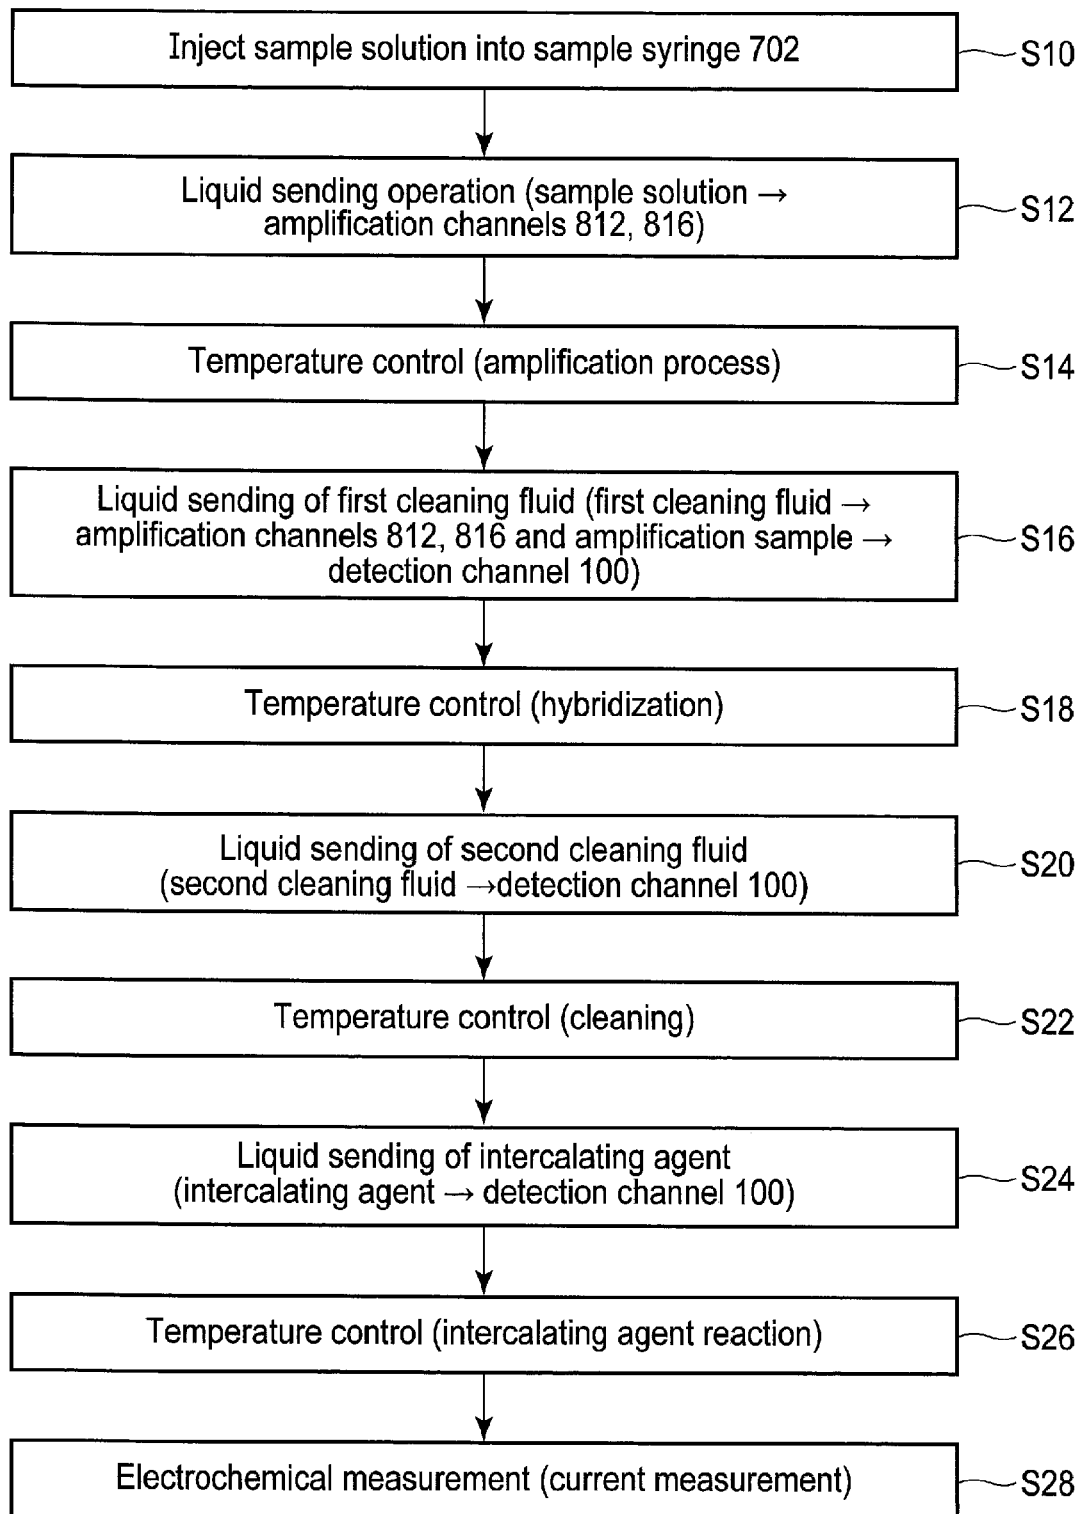 Inject sample solution into sample syringe 702
S10
Liquid sending operation (sample solution →
amplification channels 812, 816)
S12
Temperature control (amplification process)
S14
Liquid sending of first cleaning fluid (first cleaning fluid →
amplification channels 812, 816 and amplification sample →
detection channel 100)
S16
Temperature control (hybridization)
S18
Liquid sending of second cleaning fluid
(second cleaning fluid →detection channel 100)
S20
Temperature control (cleaning)
S22
Liquid sending of intercalating agent
(intercalating agent → detection channel 100)
S24
Temperature control (intercalating agent reaction)
S26
Electrochemical measurement (current measurement)
S28